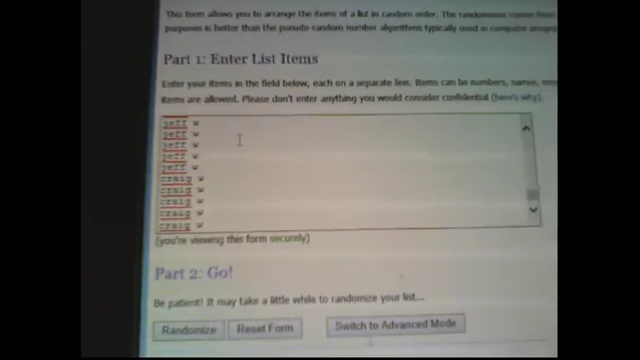 This form allows you to arrange the items of a list in random order. The randomness comes from
purposes is better than the pseudo-random number algorithms typically used in computer
Part 1: Enter List Items
Enter your items in the field below, each on a separate line. Items can be numbers, names,
items are allowed. Please don't enter anything you would consider confidential (here's why).
jeff w
jeff w
jeff w
jeff w
jeff w
craig w
craig w
craig w
craig w
craig w
(you're viewing this form securely)
Part 2: Go!
Be patient! It may take a little while to randomize your list...
Randomize Reset Form Switch to Advanced Mode